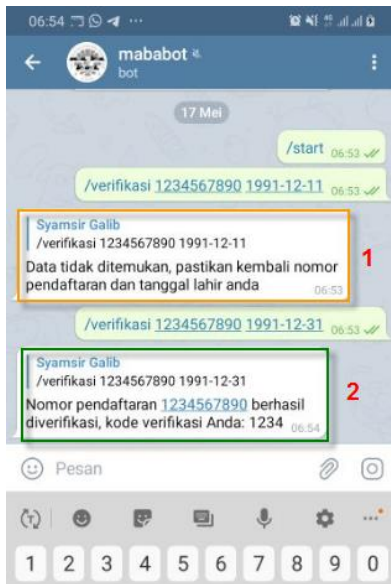 06:54
mababot
bot
17 Mei
/start 06:53
/verifikasi 1234567890 1991-12-11 06:53
Syamsir Galib
/verifikasi 1234567890 1991-12-11
Data tidak ditemukan, pastikan kembali nomor
pendaftaran dan tanggal lahir anda 06:53
1
/verifikasi 1234567890 1991-12-31 06:53
Syamsir Galib
/verifikasi 1234567890 1991-12-31
Nomor pendaftaran 1234567890 berhasil
diverifikasi, kode verifikasi Anda: 1234 06:54
2
Pesan
1 2 3 4 5 6 7 8 9 0